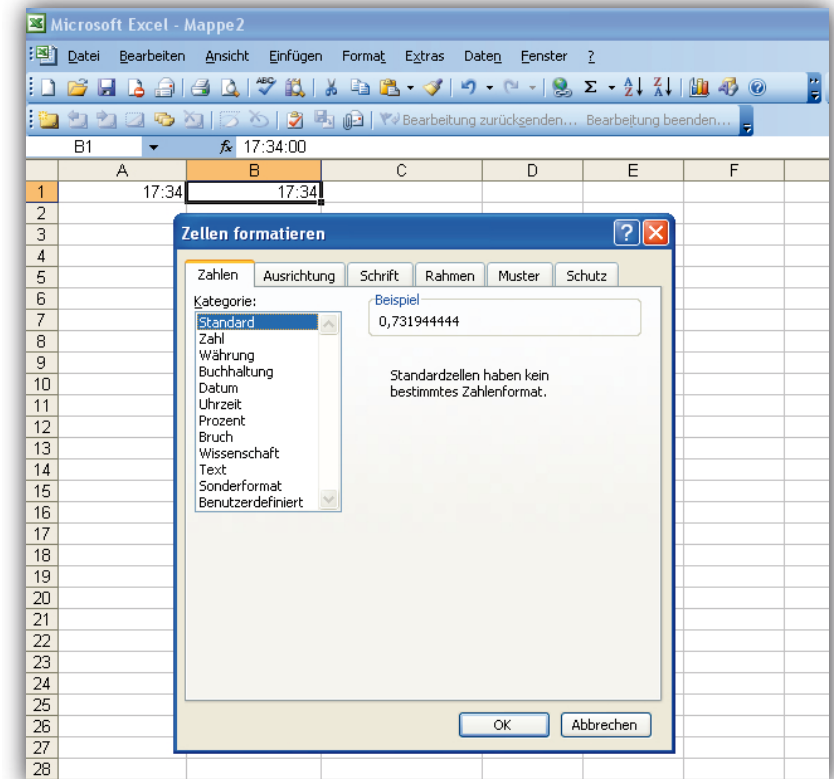 Microsoft Excel - Mappe2
Datei Bearbeiten Ansicht Einfügen Format Extras Daten Fenster ?
ABC Σ A Z Z A
Bearbeitung zurücksenden... Bearbeitung beenden...
B1 fx 17:34:00
A B C D E F
1 17:34 17:34
2
3 Zellen formatieren ?
4
5 Zahlen Ausrichtung Schrift Rahmen Muster Schutz
6 Kategorie: Beispiel
7 Standard 0,731944444
8 Zahl
Währung
9 Buchhaltung Standardzellen haben kein
10 Datum bestimmtes Zahlenformat.
11 Uhrzeit
12 Prozent
Bruch
13 Wissenschaft
14 Text
15 Sonderformat
16 Benutzerdefiniert
17
18
19
20
21
22
23
24
25
26 OK Abbrechen
27
28